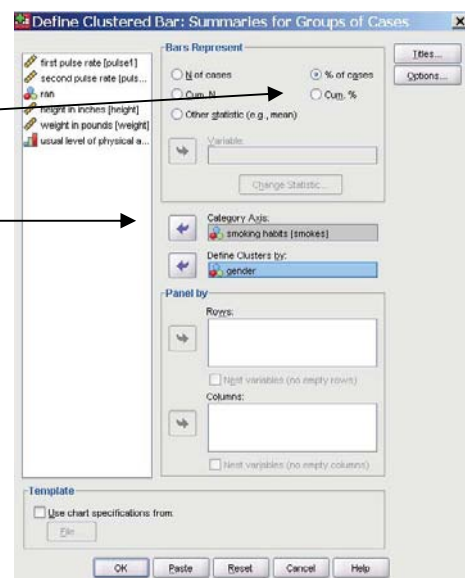 Define Clustered Bar: Summaries for Groups of Cases
first pulse rate [pulse1]
second pulse rate [puls...
ran
height in inches [height]
weight in pounds [weight]
usual level of physical a...
Bars Represent
N of cases
% of cases
Cum. N
Cum. %
Other statistic (e.g., mean)
Variable:
Change Statistic...
Category Axis:
smoking habits [smokes]
Define Clusters by:
gender
Panel by
Rows:
Nest variables (no empty rows)
Columns:
Nest variables (no empty columns)
Titles...
Options...
Template
Use chart specifications from:
File...
OK
Paste
Reset
Cancel
Help